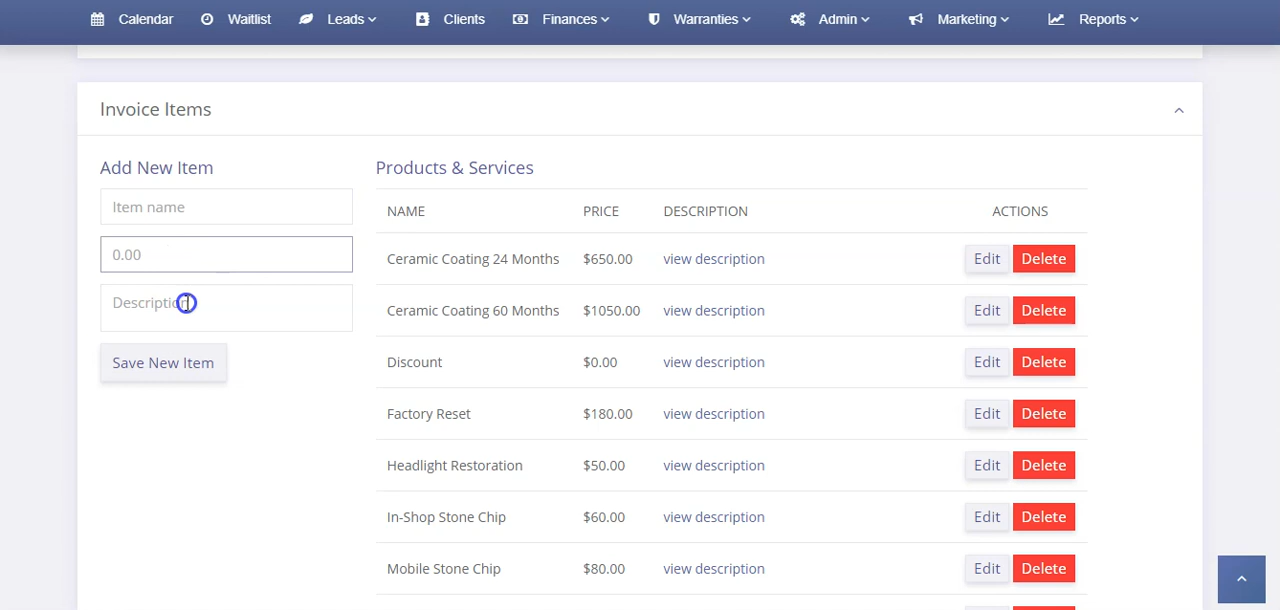 Calendar Waitlist Leads Clients Finances Warranties Admin Marketing Reports
Invoice Items
Add New Item
Item name
0.00
Description
Save New Item
Products & Services
NAME PRICE DESCRIPTION ACTIONS
Ceramic Coating 24 Months $650.00 view description Edit Delete
Ceramic Coating 60 Months $1050.00 view description Edit Delete
Discount $0.00 view description Edit Delete
Factory Reset $180.00 view description Edit Delete
Headlight Restoration $50.00 view description Edit Delete
In-Shop Stone Chip $60.00 view description Edit Delete
Mobile Stone Chip $80.00 view description Edit Delete